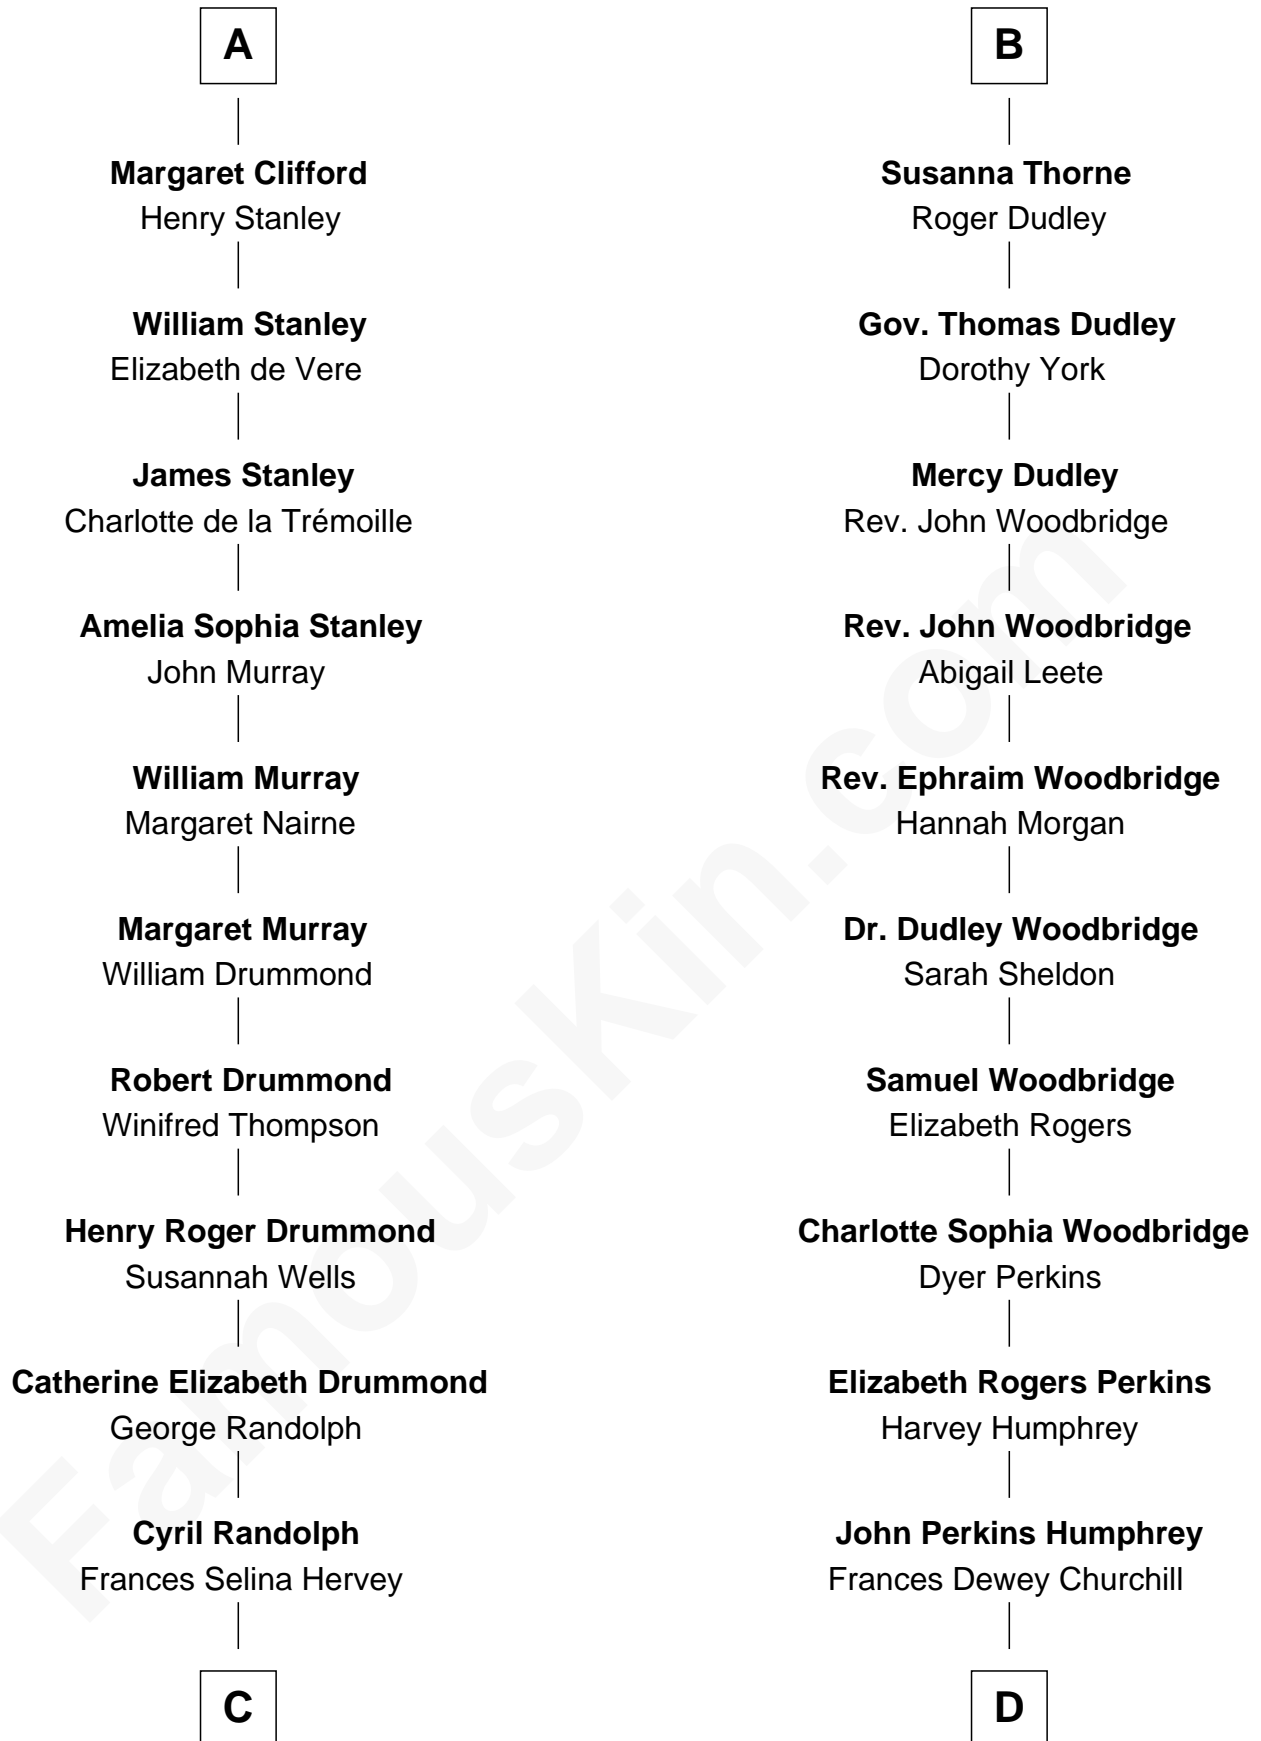 A
Margaret Clifford
Henry Stanley
William Stanley
Elizabeth de Vere
James Stanley
Charlotte de la Trémoille
Amelia Sophia Stanley
John Murray
William Murray
Margaret Nairne
Margaret Murray
William Drummond
Robert Drummond
Winifred Thompson
Henry Roger Drummond
Susannah Wells
Catherine Elizabeth Drummond
George Randolph
Cyril Randolph
Frances Selina Hervey
C
B
Susanna Thorne
Roger Dudley
Gov. Thomas Dudley
Dorothy York
Mercy Dudley
Rev. John Woodbridge
Rev. John Woodbridge
Abigail Leete
Rev. Ephraim Woodbridge
Hannah Morgan
Dr. Dudley Woodbridge
Sarah Sheldon
Samuel Woodbridge
Elizabeth Rogers
Charlotte Sophia Woodbridge
Dyer Perkins
Elizabeth Rogers Perkins
Harvey Humphrey
John Perkins Humphrey
Frances Dewey Churchill
D
FamousKin.com